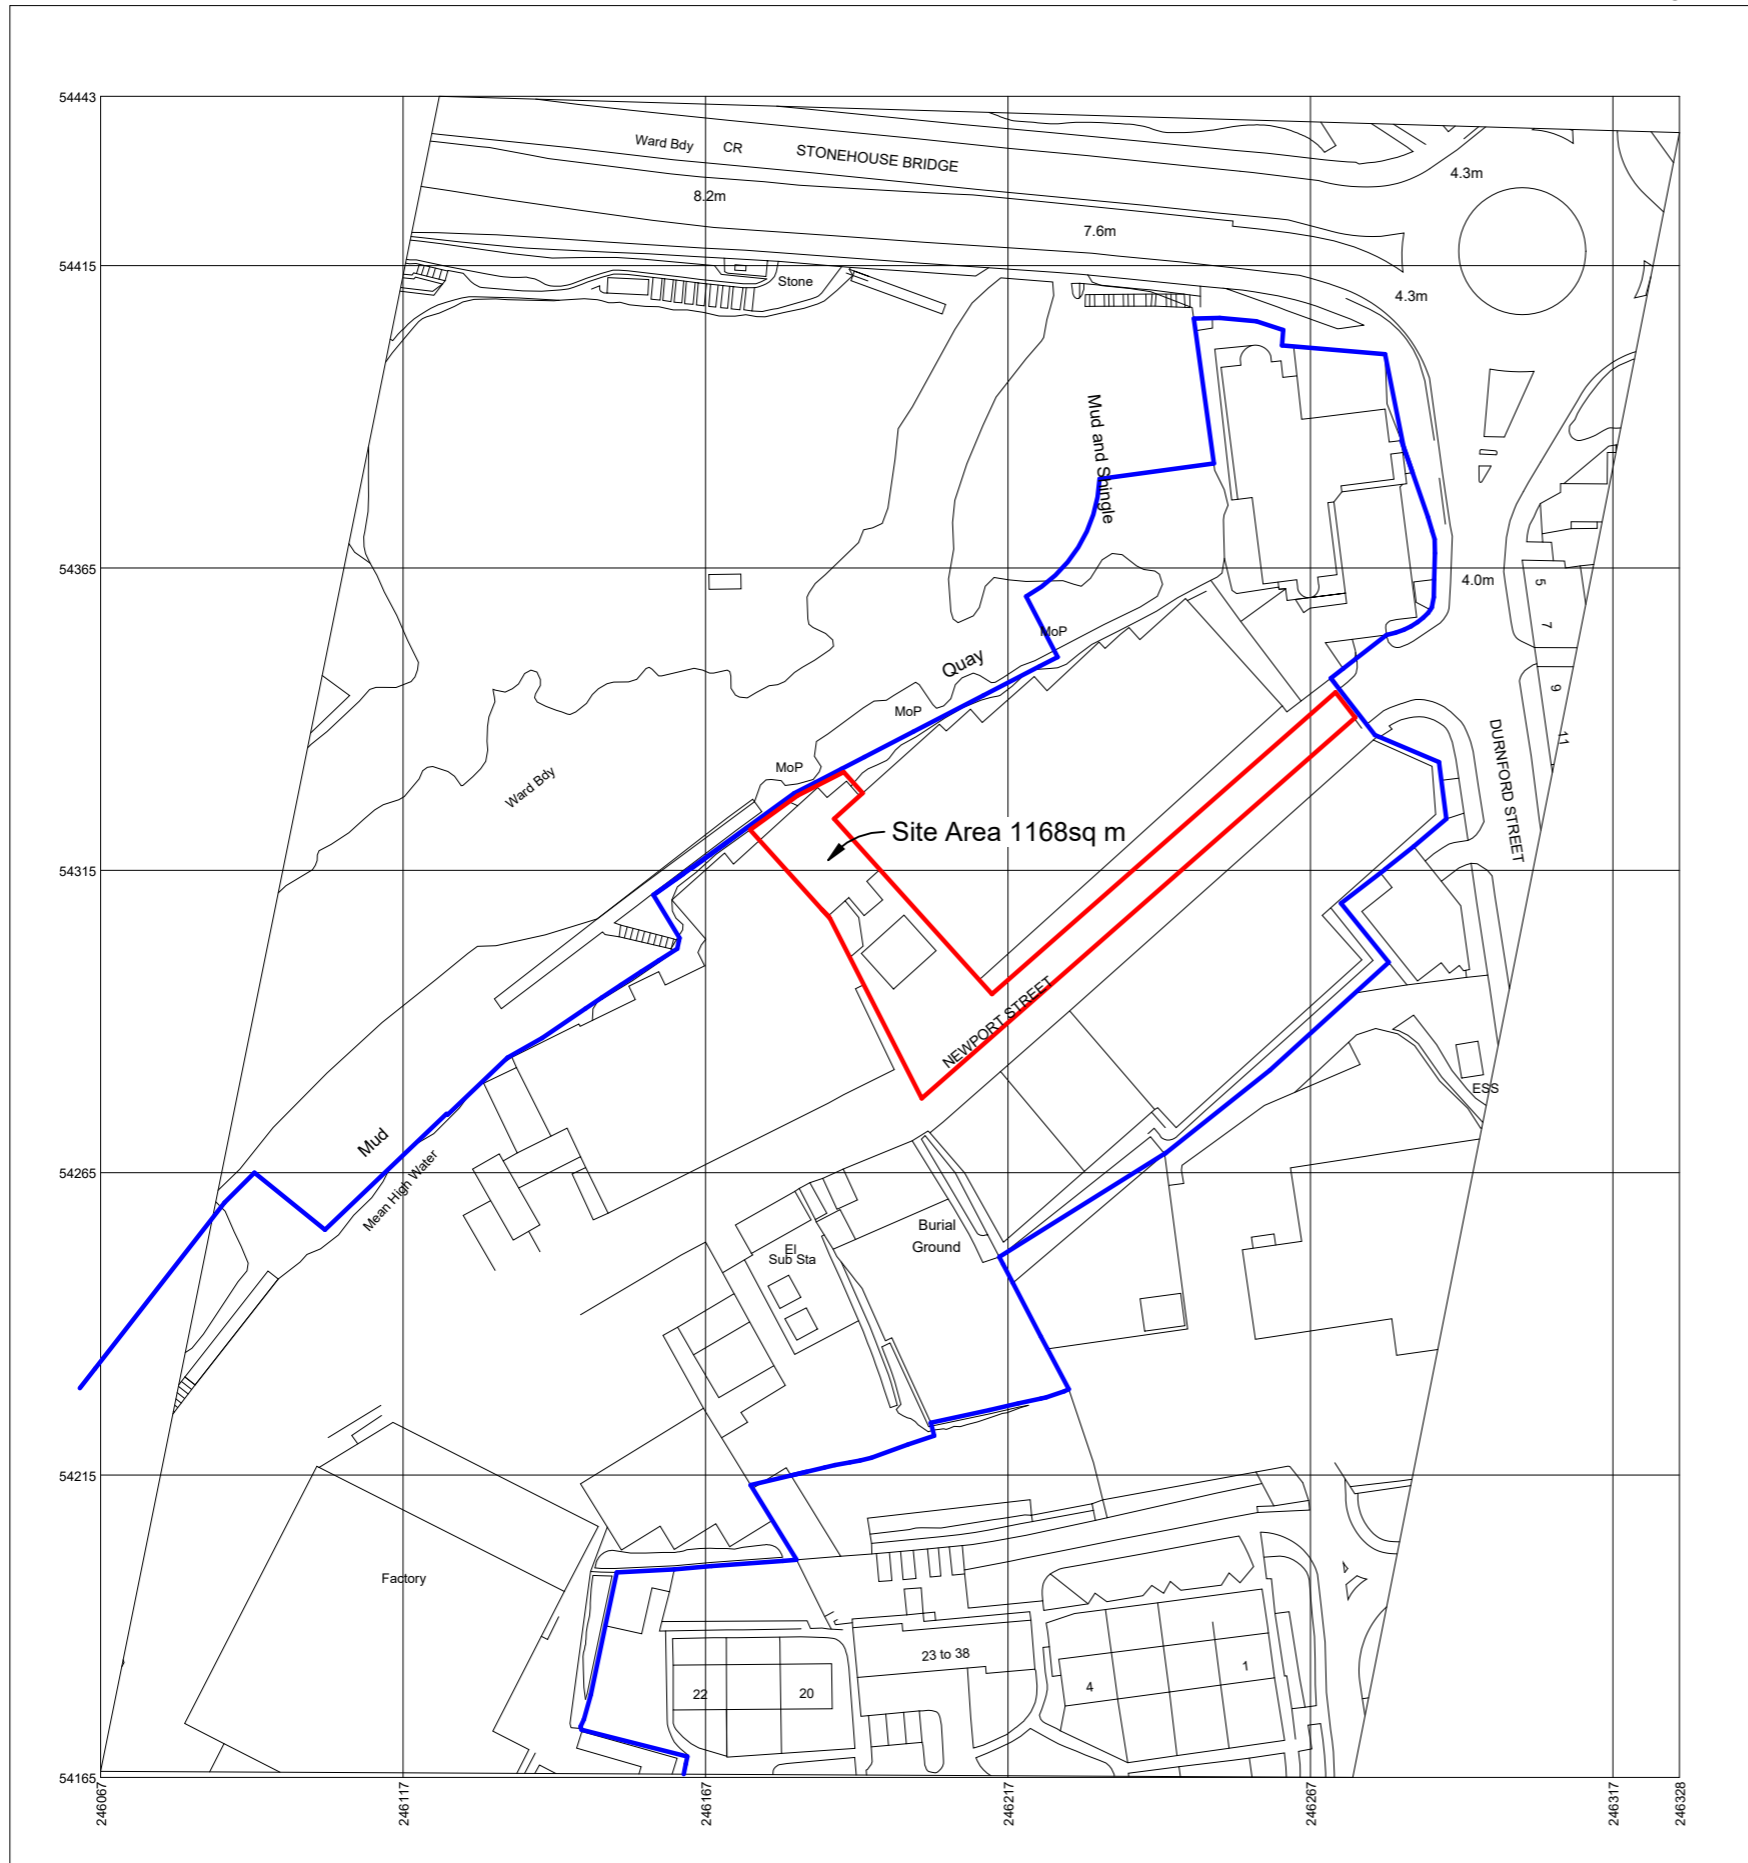 54443
Ward Bdy
CR
STONEHOUSE BRIDGE
4.3m
8.2m
7.6m
54415
Stone
4.3m
Mud and Shingle
54365
4.0m
5
7
MoP
Quay
9
MoP
11
DURNFORD STREET
MoP
Ward Bdy
Site Area 1168sq m
54315
NEWPORT STREET
ESS
Mud
Mean High Water
54265
Burial
Ground
El
Sub Sta
54215
Factory
23 to 38
1
4
22
20
54165
246067
246117
246167
246217
246267
246317
246328